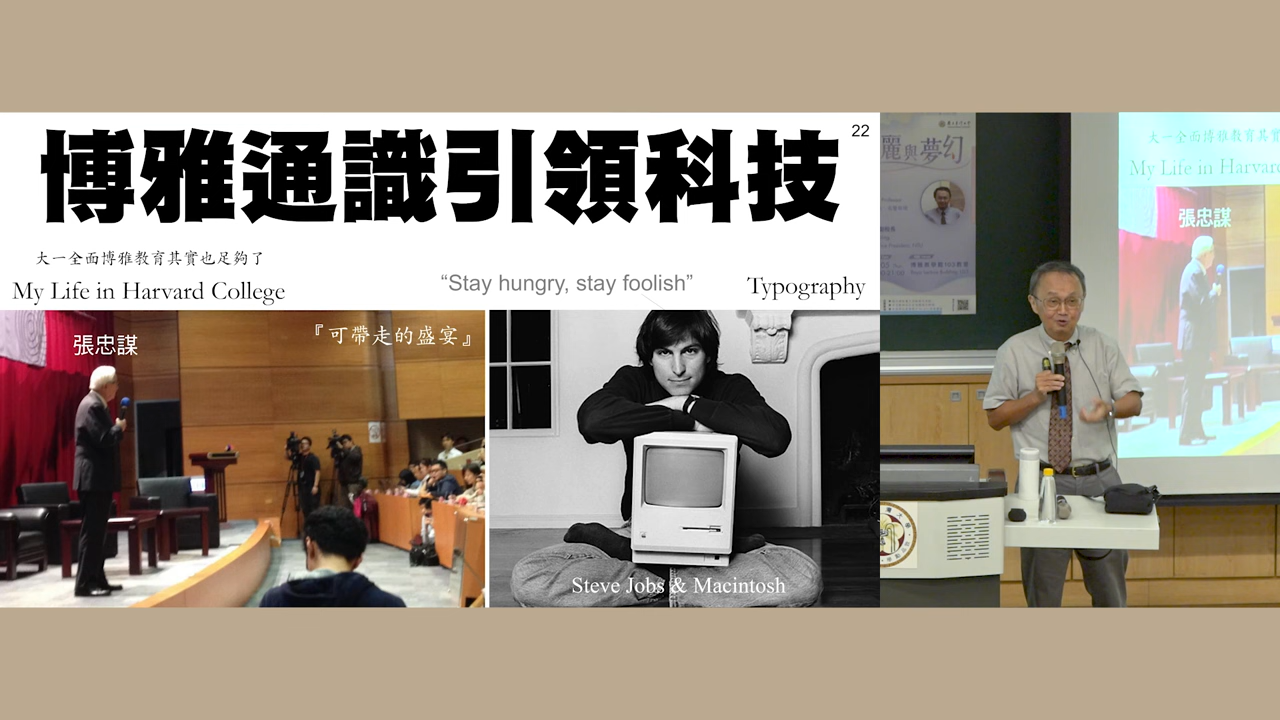 博雅通識引領科技
22
大一全面博雅教育其實也足夠了
My Life in Harvard College
“Stay hungry, stay foolish”
Typography
張忠謀
『可帶走的盛宴』
Steve Jobs & Macintosh
麗與夢幻
大一全面博雅教育其實
My Life in Harvard
張忠謀